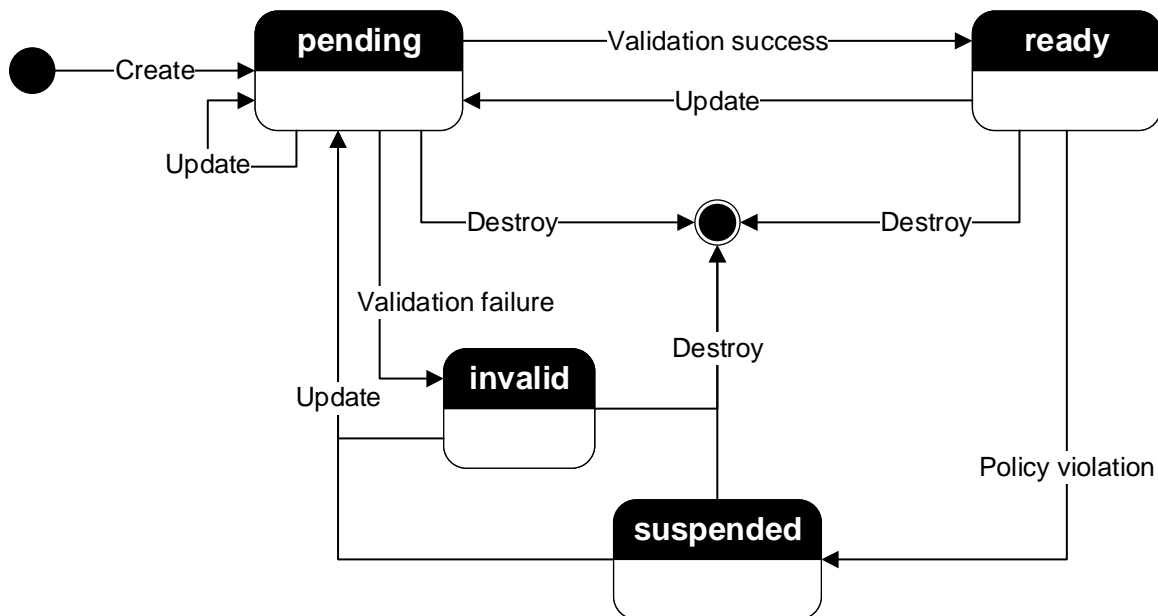 pending
Validation success
ready
Create
Update
Update
Destroy
Destroy
Validation failure
Destroy
invalid
Update
Policy violation
suspended